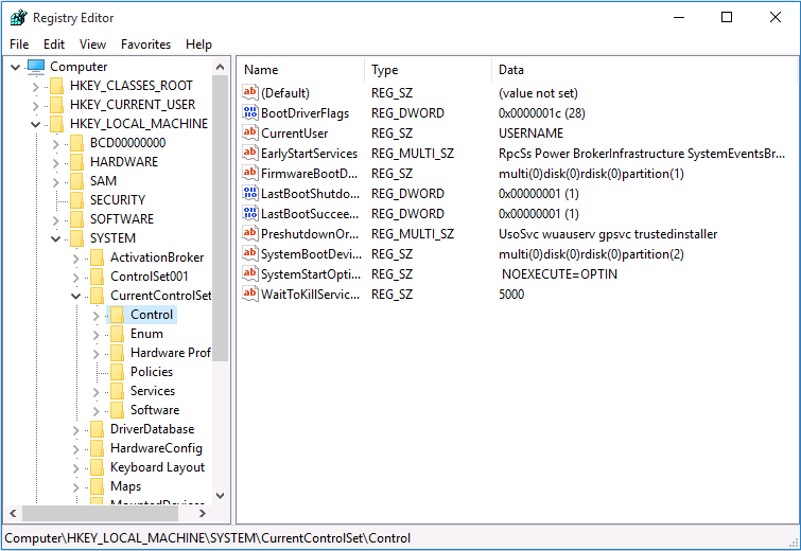 Registry Editor
File Edit View Favorites Help
Computer
HKEY_CLASSES_ROOT
HKEY_CURRENT_USER
HKEY_LOCAL_MACHINE
BCD00000000
HARDWARE
SAM
SECURITY
SOFTWARE
SYSTEM
ActivationBroker
ControlSet001
CurrentControlSet
Control
Enum
Hardware Prof
Policies
Services
Software
DriverDatabase
HardwareConfig
Keyboard Layout
Maps
MountedDevices
Name Type Data
(Default) REG_SZ (value not set)
BootDriverFlags REG_DWORD 0x0000001c (28)
CurrentUser REG_SZ USERNAME
EarlyStartServices REG_MULTI_SZ RpcSs Power BrokerInfrastructure SystemEventsBr...
FirmwareBootD... REG_SZ multi(0)disk(0)rdisk(0)partition(1)
LastBootShutdo... REG_DWORD 0x00000001 (1)
LastBootSuccee... REG_DWORD 0x00000001 (1)
PreshutdownOr... REG_MULTI_SZ UsoSvc wuauserv gpsvc trustedinstaller
SystemBootDevi... REG_SZ multi(0)disk(0)rdisk(0)partition(2)
SystemStartOpti... REG_SZ NOEXECUTE=OPTIN
WaitToKillServic... REG_SZ 5000
Computer\HKEY_LOCAL_MACHINE\SYSTEM\CurrentControlSet\Control